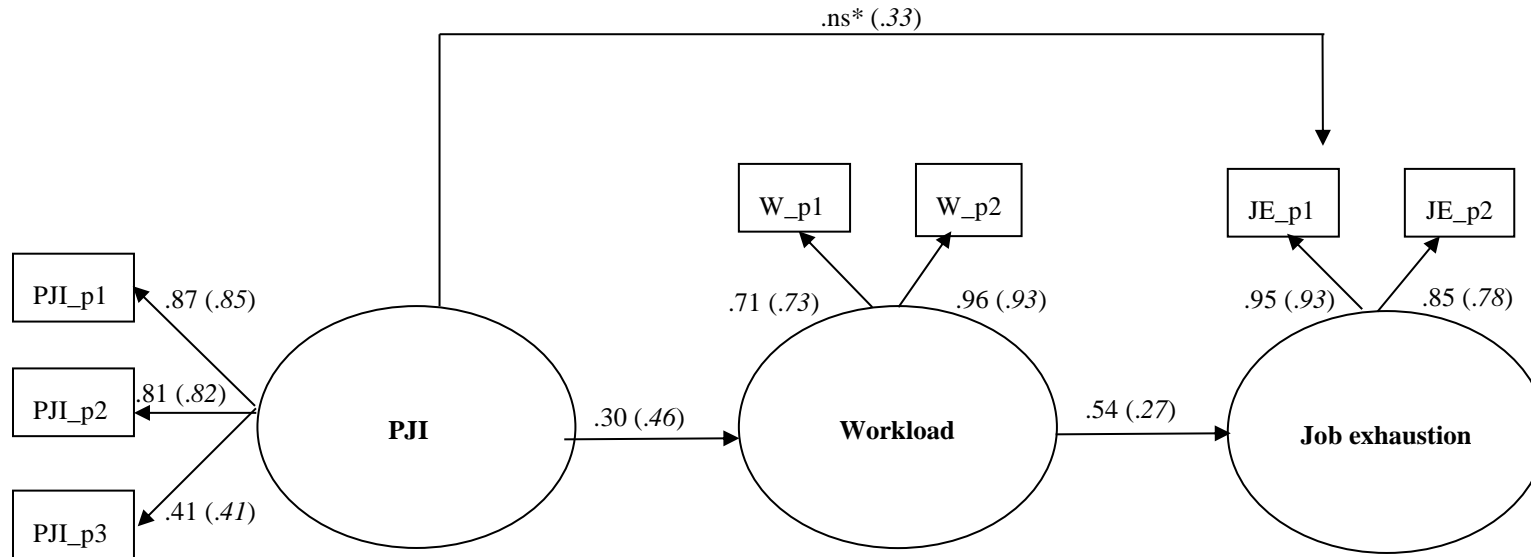 .ns* (.33)
W_p1
W_p2
JE_p1
JE_p2
PJI_p1
.87 (.85)
.71 (.73)
.96 (.93)
.95 (.93)
.85 (.78)
PJI_p2
.81 (.82)
PJI
.30 (.46)
Workload
.54 (.27)
Job exhaustion
PJI_p3
.41 (.41)